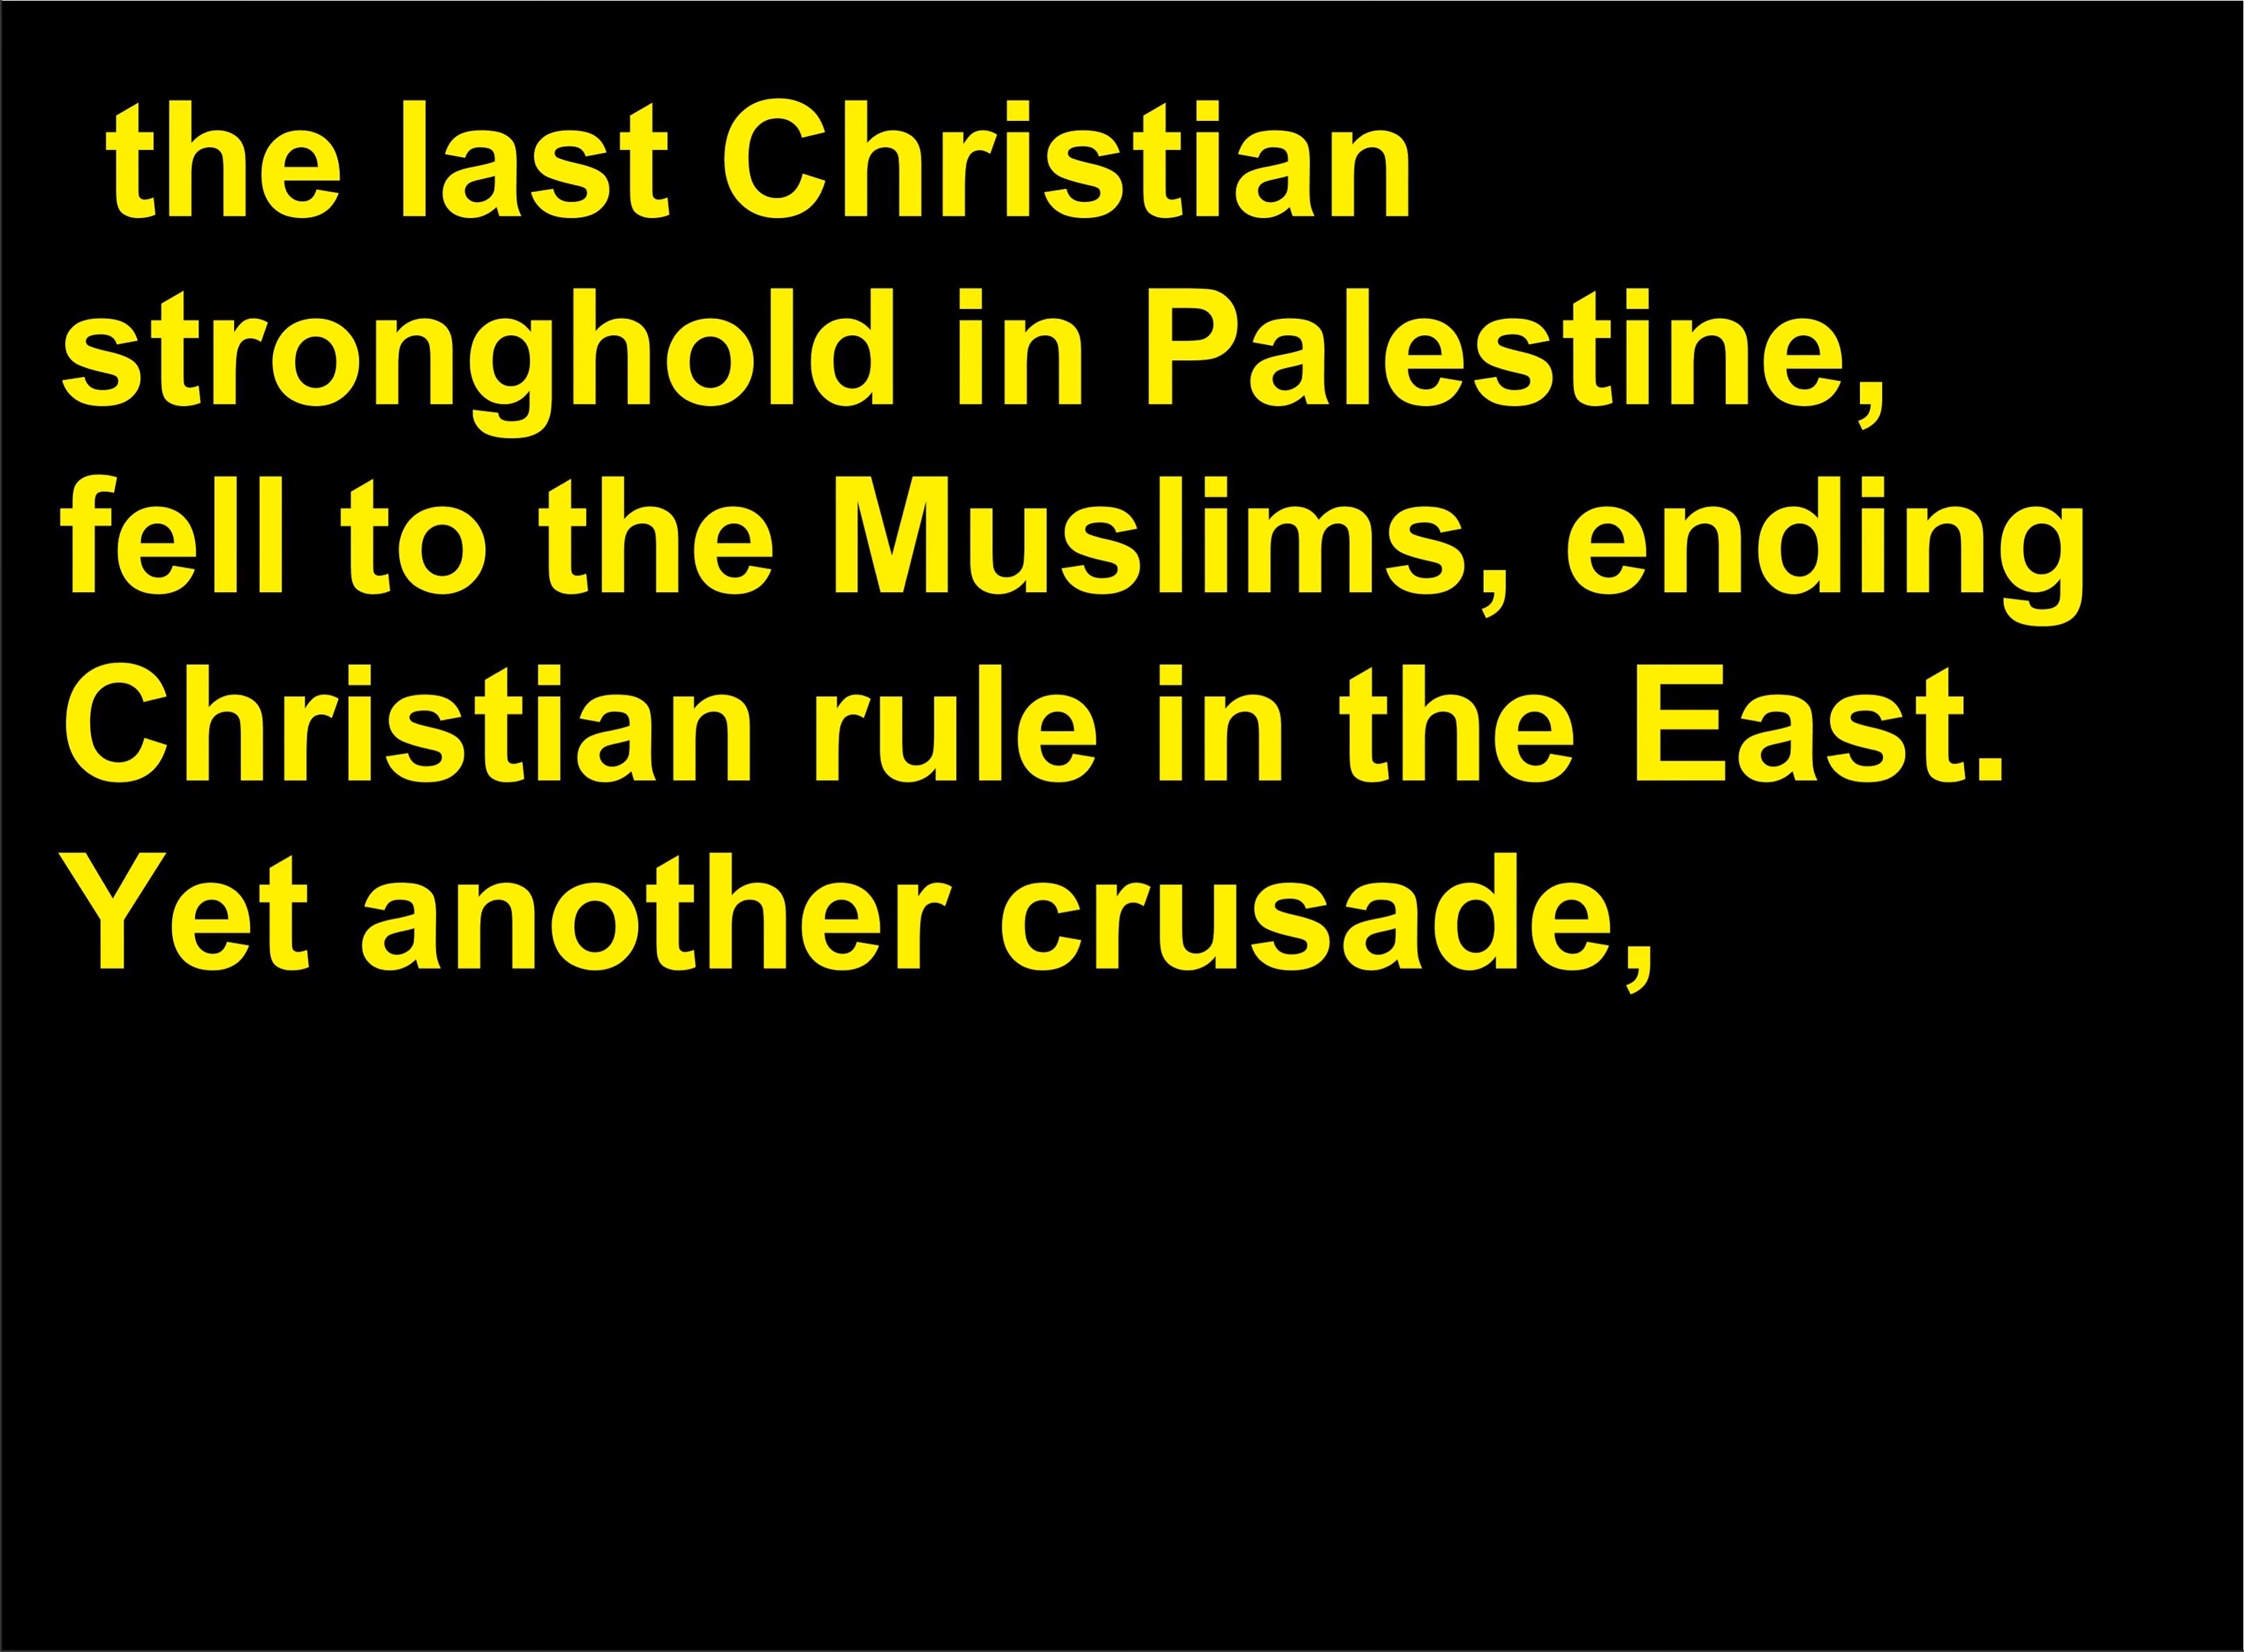 the last Christian
stronghold in Palestine,
fell to the Muslims, ending
Christian rule in the East.
Yet another crusade,